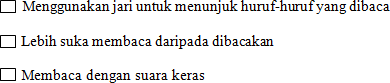 Menggunakan jari untuk menunjuk huruf-huruf yang dibaca
Lebih suka membaca daripada dibacakan
Membaca dengan suara keras